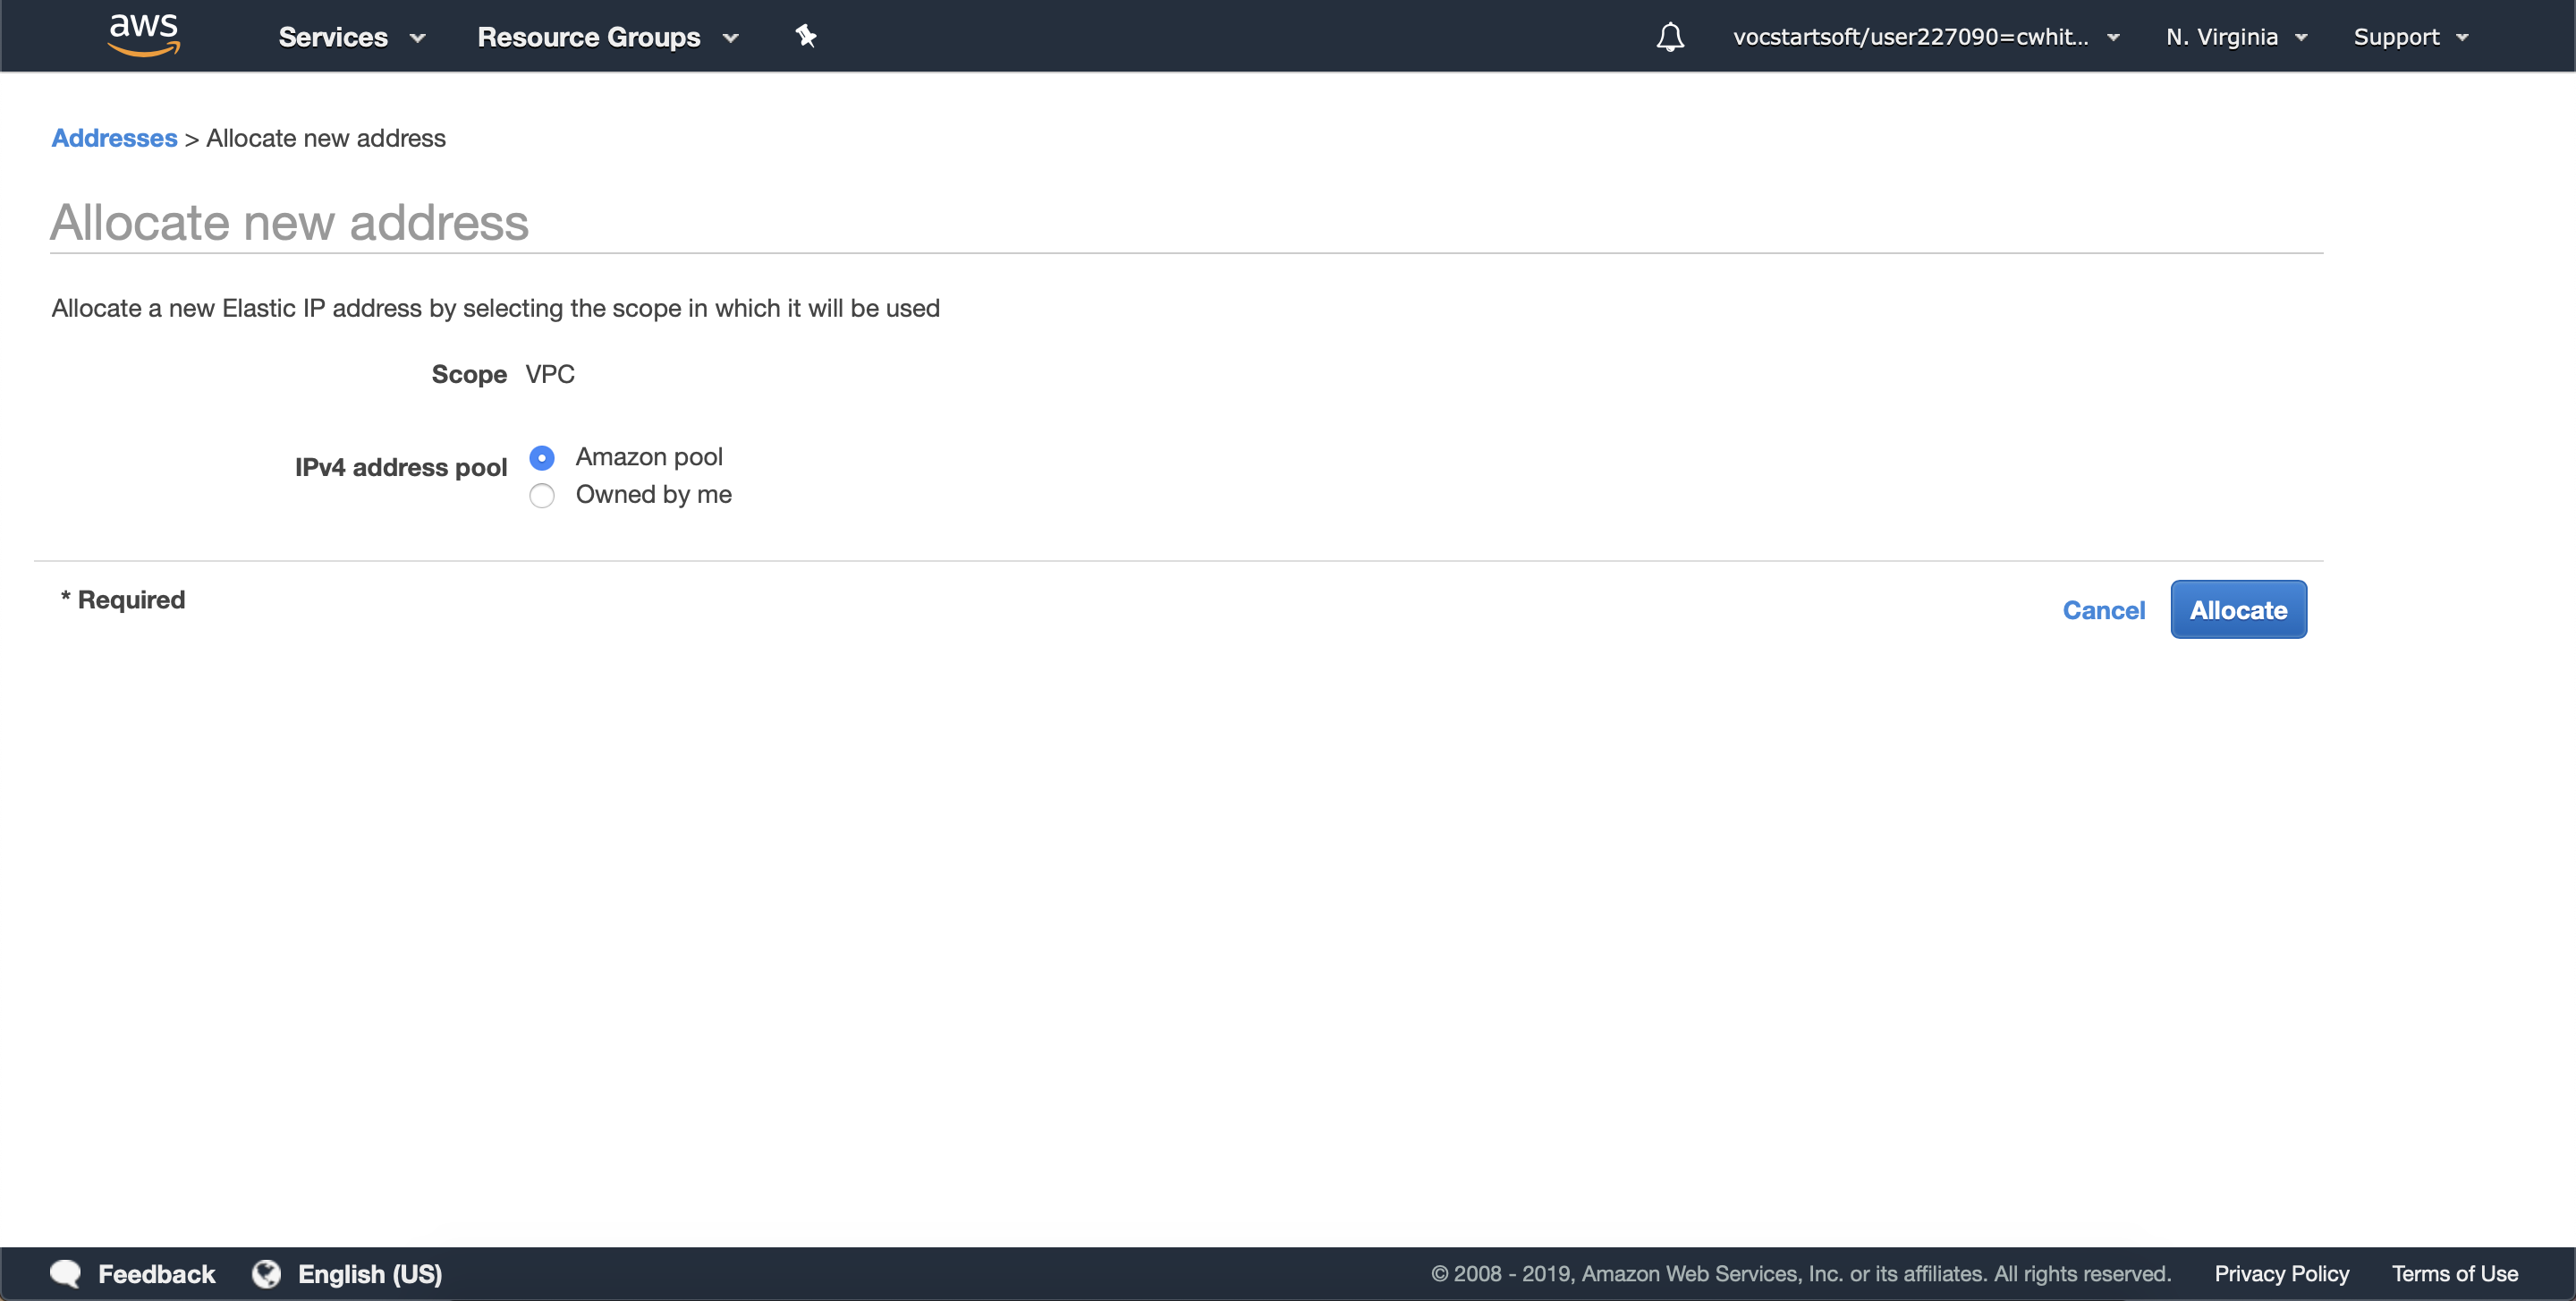 aws Services Resource Groups vocstartsoft/user227090=cwhit... N. Virginia Support
Addresses > Allocate new address
Allocate new address
Allocate a new Elastic IP address by selecting the scope in which it will be used
Scope VPC
IPv4 address pool Amazon pool
Owned by me
* Required
Cancel Allocate
Feedback English (US) © 2008 - 2019, Amazon Web Services, Inc. or its affiliates. All rights reserved. Privacy Policy Terms of Use